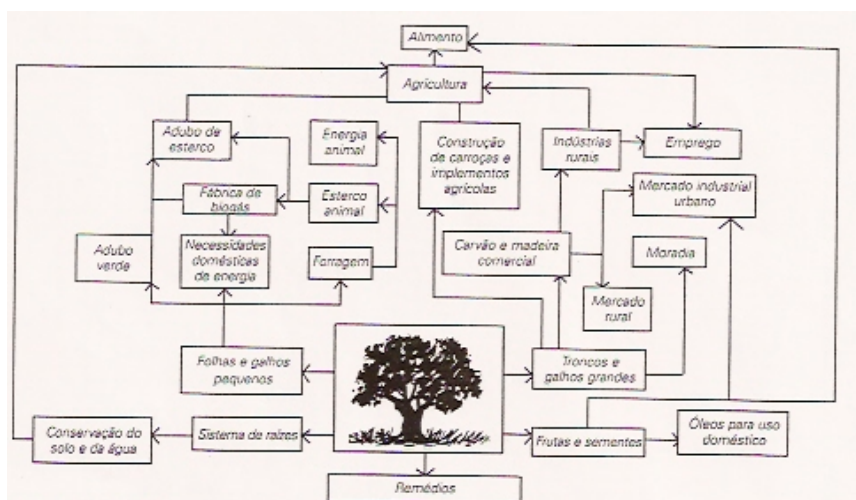 Alimento
Agricultura
Adubo de
esterco
Energia
animal
Construção
de carroças e
implementos
agrícolas
Indústrias
rurais
Emprego
Fábrica de
biogás
Esterco
animal
Mercado industrial
urbano
Adubo
verde
Necessidades
domésticas
de energia
Forragem
Carvão e madeira
comercial
Moradia
Mercado
rural
Folhas e galhos
pequenos
Troncos e
galhos grandes
Conservação do
solo e da água
Sistema de raízes
Frutas e sementes
Óleos para uso
doméstico
Remédios